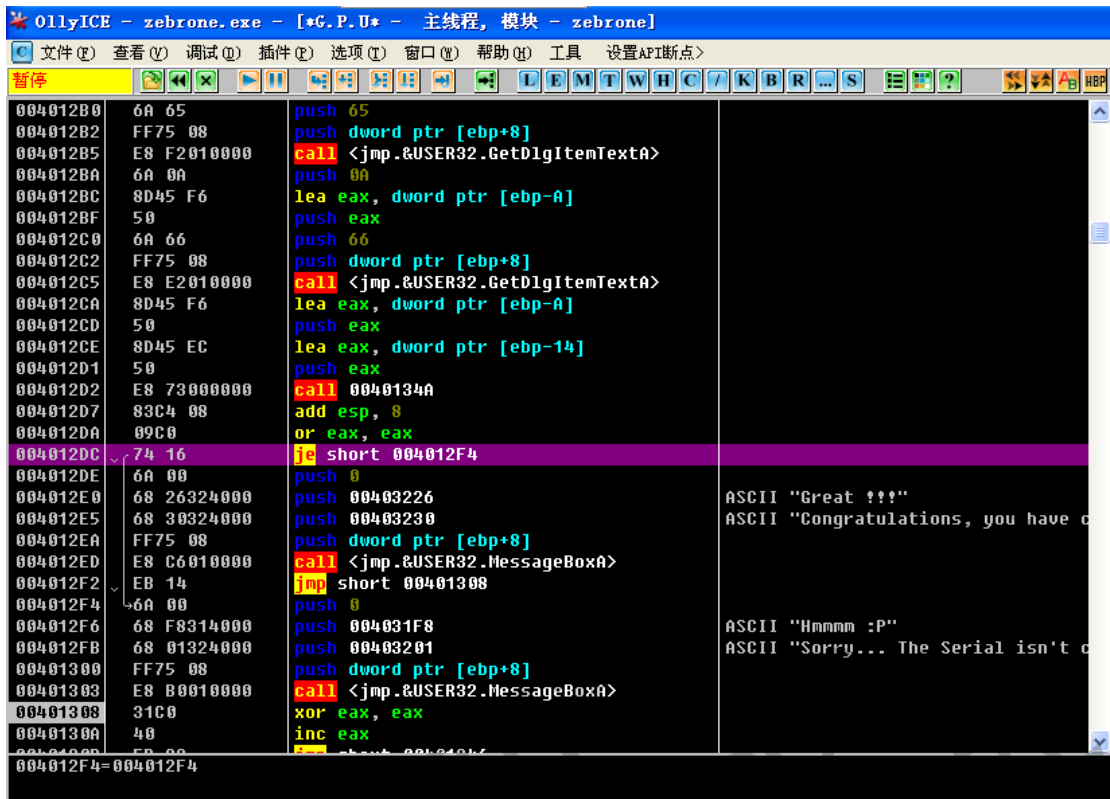 OllyICE - zebrone.exe - [*G.P.U* - 主线程, 模块 - zebrone]
C 文件(F) 查看(V) 调试(D) 插件(P) 选项(T) 窗口(W) 帮助(H) 工具 设置API断点>
暂停 L E M T W H C / K B R ... S ? AB HBP
004012B0 6A 65 push 65
004012B2 FF75 08 push dword ptr [ebp+8]
004012B5 E8 F2010000 call <jmp.&USER32.GetDlgItemTextA>
004012BA 6A 0A push 0A
004012BC 8D45 F6 lea eax, dword ptr [ebp-A]
004012BF 50 push eax
004012C0 6A 66 push 66
004012C2 FF75 08 push dword ptr [ebp+8]
004012C5 E8 E2010000 call <jmp.&USER32.GetDlgItemTextA>
004012CA 8D45 F6 lea eax, dword ptr [ebp-A]
004012CD 50 push eax
004012CE 8D45 EC lea eax, dword ptr [ebp-14]
004012D1 50 push eax
004012D2 E8 73000000 call 0040134A
004012D7 83C4 08 add esp, 8
004012DA 09C0 or eax, eax
004012DC 74 16 je short 004012F4
004012DE 6A 00 push 0
004012E0 68 26324000 push 00403226 ASCII "Great !!!"
004012E5 68 30324000 push 00403230 ASCII "Congratulations, you have c
004012EA FF75 08 push dword ptr [ebp+8]
004012ED E8 C6010000 call <jmp.&USER32.MessageBoxA>
004012F2 EB 14 jmp short 00401308
004012F4 6A 00 push 0
004012F6 68 F8314000 push 004031F8 ASCII "Hmmmm :P"
004012FB 68 01324000 push 00403201 ASCII "Sorry... The Serial isn't c
00401300 FF75 08 push dword ptr [ebp+8]
00401303 E8 B0010000 call <jmp.&USER32.MessageBoxA>
00401308 31C0 xor eax, eax
0040130A 40 inc eax
004012F4=004012F4